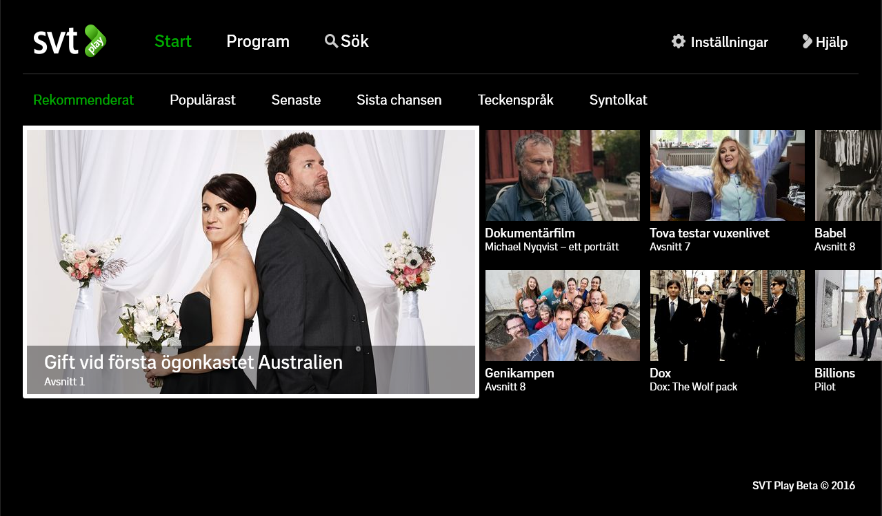 svt play
Start
Program
Sök
Inställningar
Hjälp
Rekommenderat
Populärast
Senaste
Sista chansen
Teckenspråk
Syntolkat
Gift vid första ögonkastet Australien
Avsnitt 1
Dokumentärfilm
Michael Nyqvist – ett porträtt
Tova testar vuxenlivet
Avsnitt 7
Babel
Avsnitt 8
Genikampen
Avsnitt 8
Dox
Dox: The Wolf pack
Billions
Pilot
SVT Play Beta © 2016